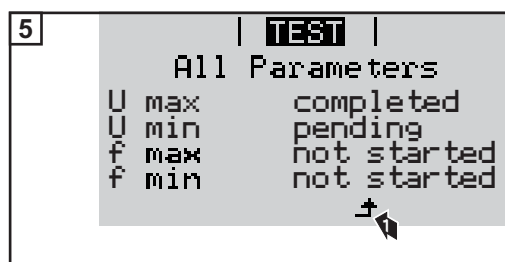 5
| TEST |
All Parameters
U max completed
U min pending
f max not started
f min not started
1